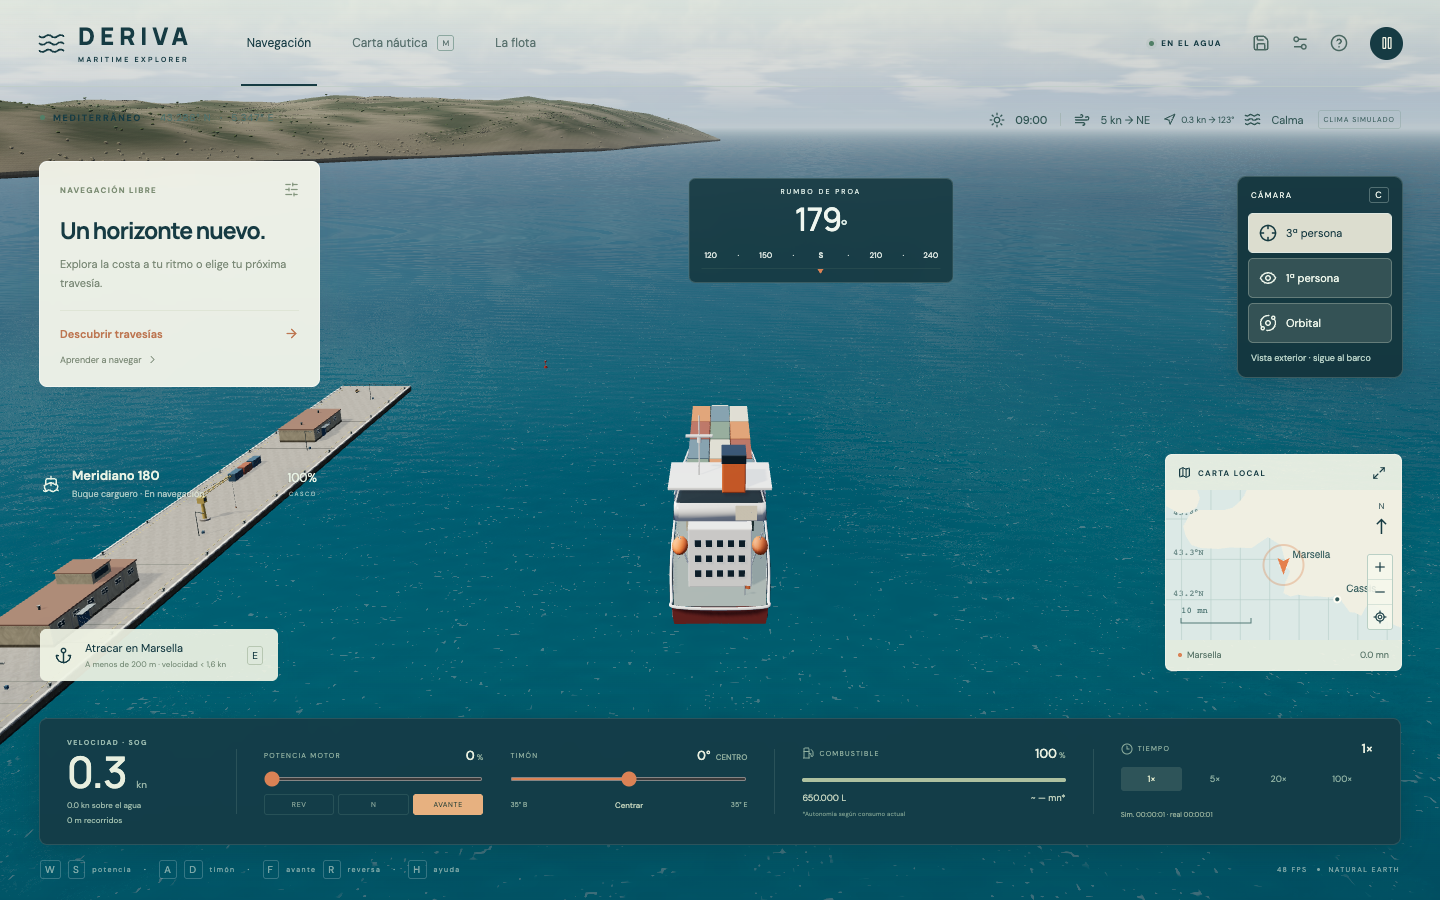 DERIVA
MARITIME EXPLORER
Navegación
Carta náutica M
La flota
EN EL AGUA
MEDITERRÁNEO
09:00
5 kn → NE
0.3 kn → 123°
Calma
CLIMA SIMULADO
NAVEGACIÓN LIBRE
Un horizonte nuevo.
Explora la costa a tu ritmo o elige tu próxima
travesía.
Descubrir travesías →
Aprender a navegar
RUMBO DE PROA
179°
120 · 150 · S · 210 · 240
CÁMARA C
3ª persona
1ª persona
Orbital
Vista exterior · sigue al barco
Meridiano 180
Buque carguero · En navegación
100%
CASCO
CARTA LOCAL
N
43.3°N
Marsella
43.2°N
Cass
10 mn
Marsella 0.0 mn
Atracar en Marsella
A menos de 200 m · velocidad < 1,6 kn
E
VELOCIDAD · SOG
0.3 kn
0.0 kn sobre el agua
0 m recorridos
POTENCIA MOTOR 0 %
REV N AVANTE
TIMÓN 0° CENTRO
35° B Centrar 35° E
COMBUSTIBLE 100 %
650.000 L ~ — mn*
*Autonomía según consumo actual
TIEMPO 1×
1× 5× 20× 100×
Sim. 00:00:01 · real 00:00:01
W S potencia · A D timón · F avante R reversa · H ayuda
48 FPS • NATURAL EARTH